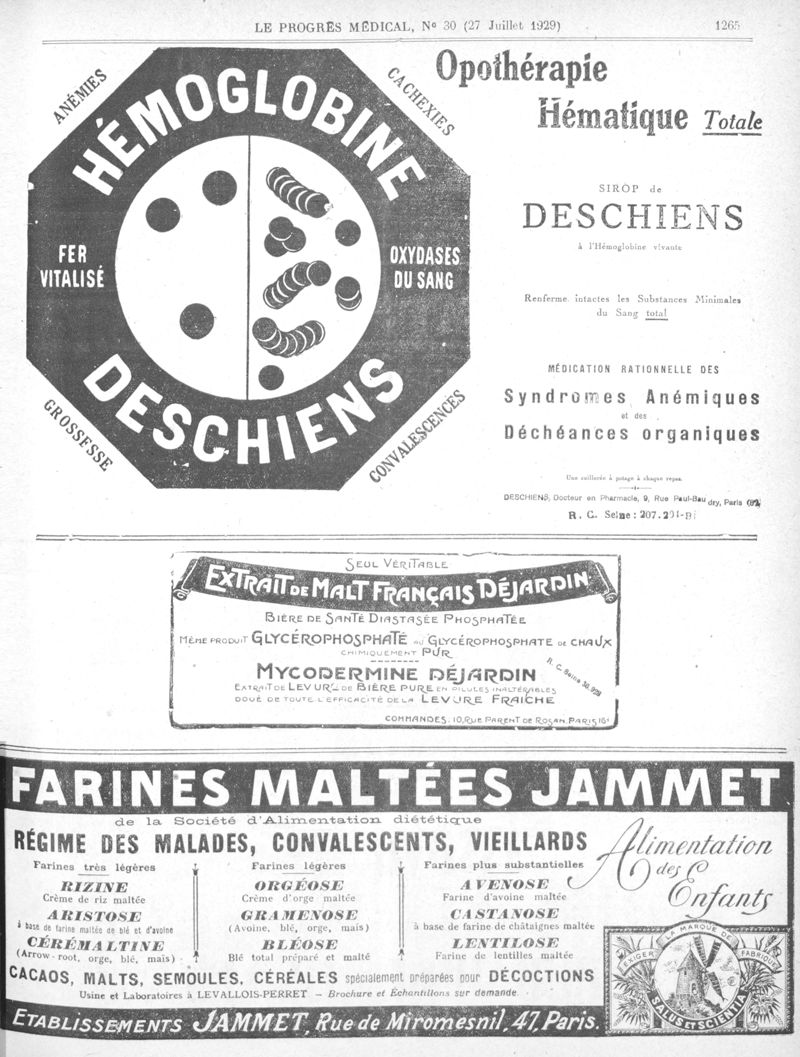 LE PROGRÈS MÉDICAL, No 30 (27 Juillet 1929) 1265
ANÉMIES
CACHEXIES
HÉMOGLOBINE
FER
VITALISÉ
OXYDASES
DU SANG
DESCHIENS
GROSSESSE
CONVALESCENCES
Opothérapie
Hématique Totale
SIROP de
DESCHIENS
à l'Hémoglobine vivante
Renferme intactes les Substances Minimales
du Sang total
MÉDICATION RATIONNELLE DES
Syndromes Anémiques
et des
Déchéances organiques
Une cuillerée à potage à chaque repas
DESCHIENS, Docteur en Pharmacie, 9, Rue Paul-Baudry, Paris
R. C. Seine :
SEUL VÉRITABLE
EXTRAIT DE MALT FRANÇAIS DÉJARDIN
BIÈRE DE SANTÉ DIASTASÉE PHOSPHATÉE
MÊME PRODUIT GLYCÉROPHOSPHATÉ AU GLYCÉROPHOSPHATE DE CHAUX
CHIMIQUEMENT PUR
MYCODERMINE DÉJARDIN
R. C. Seine
EXTRAIT DE LEVURE DE BIÈRE PURE EN PILULES INALTÉRABLES
DOUÉ DE TOUTE L'EFFICACITÉ DE LA LEVURE FRAICHE
COMMANDES. 10, RUE PARENT DE ROSAN. PARIS. 16e
FARINES MALTÉES JAMMET
de la Société d'Alimentation diététique
RÉGIME DES MALADES, CONVALESCENTS, VIEILLARDS
Alimentation
des
Enfants
Farines très légères
RIZINE
Crème de riz maltée
ARISTOSE
à base de farine maltée de blé et d'avoine
CÉRÉMALTINE
(Arrow-root, orge, blé, maïs)
Farines légères
ORGÉOSE
Crème d'orge maltée
GRAMENOSE
(Avoine, blé, orge, maïs)
BLÉOSE
Blé total préparé et malté
Farines plus substantielles
AVENOSE
Farine d'avoine maltée
CASTANOSE
à base de farine de châtaignes maltée
LENTILOSE
Farine de lentilles maltée
CACAOS, MALTS, SEMOULES, CÉRÉALES spécialement préparées pour DÉCOCTIONS
Usine et Laboratoires à LEVALLOIS-PERRET – Brochure et Échantillons sur demande.
EXIGER LA MARQUE DE FABRIQUE
SALUS ET SCIENTIA
ETABLISSEMENTS JAMMET, Rue de Miromesnil, 47, Paris.